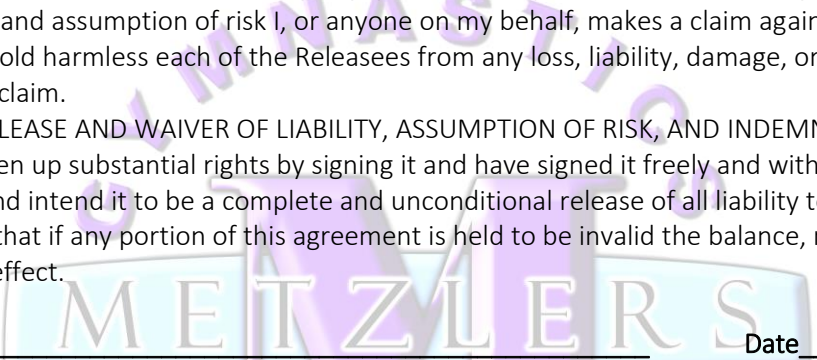 GYMNASTICS
and assumption of risk I, or anyone on my behalf, makes a claim again
old harmless each of the Releasees from any loss, liability, damage, or
claim.
LEASE AND WAIVER OF LIABILITY, ASSUMPTION OF RISK, AND INDEMN
en up substantial rights by signing it and have signed it freely and with
nd intend it to be a complete and unconditional release of all liability to
that if any portion of this agreement is held to be invalid the balance,
effect.
M
METZLERS
Date